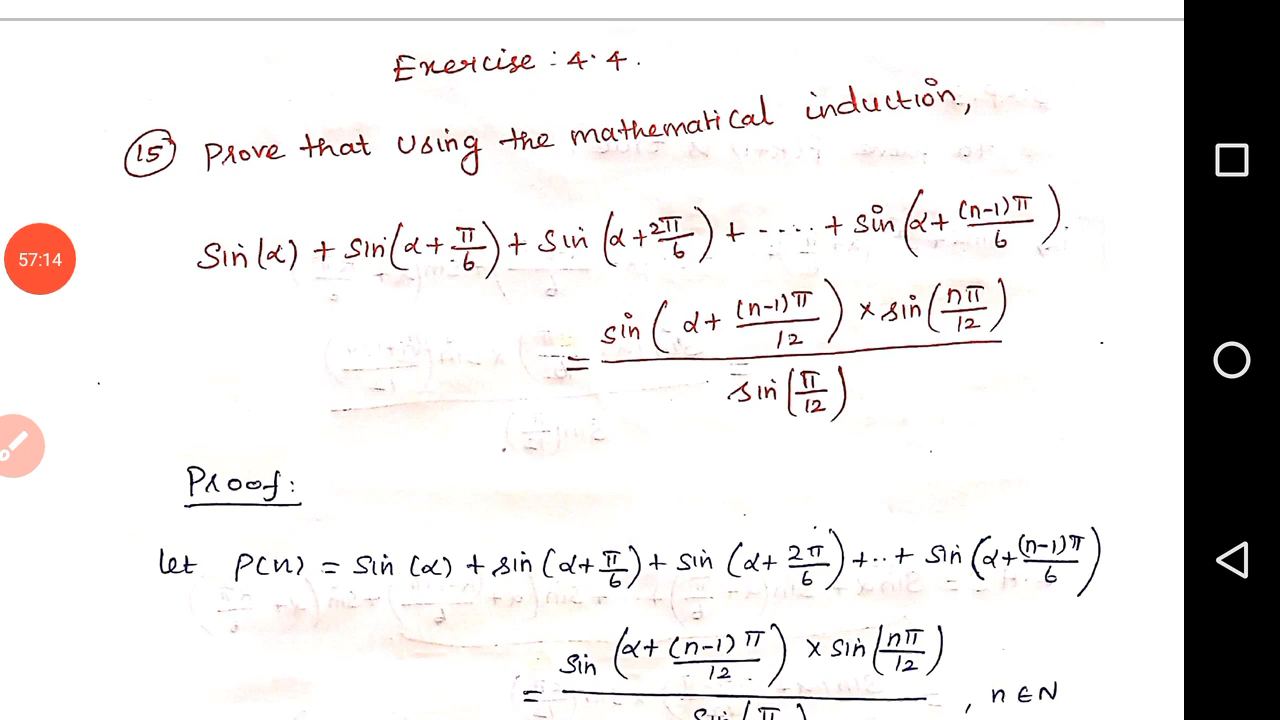 Exercise : 4.4.
(15) Prove that using the mathematical induction,
sin(α) + sin(α + π/6) + sin(α + 2π/6) + ..... + sin(α + (n-1)π/6).
57:14
= sin(α + (n-1)π/12) × sin(nπ/12) / sin(π/12)
Proof:
let P(n) = sin(α) + sin(α + π/6) + sin(α + 2π/6) + .. + sin(α + (n-1)π/6)
= sin(α + (n-1)π/12) × sin(nπ/12) / sin(π , n ∈ N